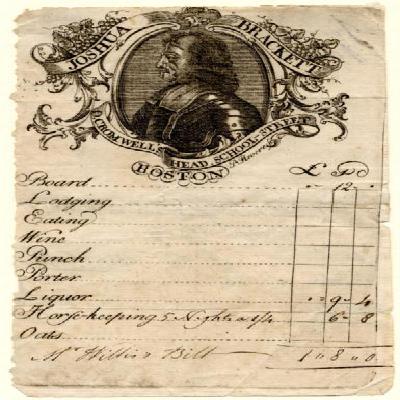 JOSHUA BRACKETT
O. CROMWELLS HEAD SCHOOL-STREET
BOSTON
£ S D
Board 12
Lodging
Eating
Wine
Punch
Porter
Liquor " 9 - 4
Horse-keeping 5 Nights a 1/4 6 - 8
Oats
Mr Willis's Bill 1 " 8 " 0